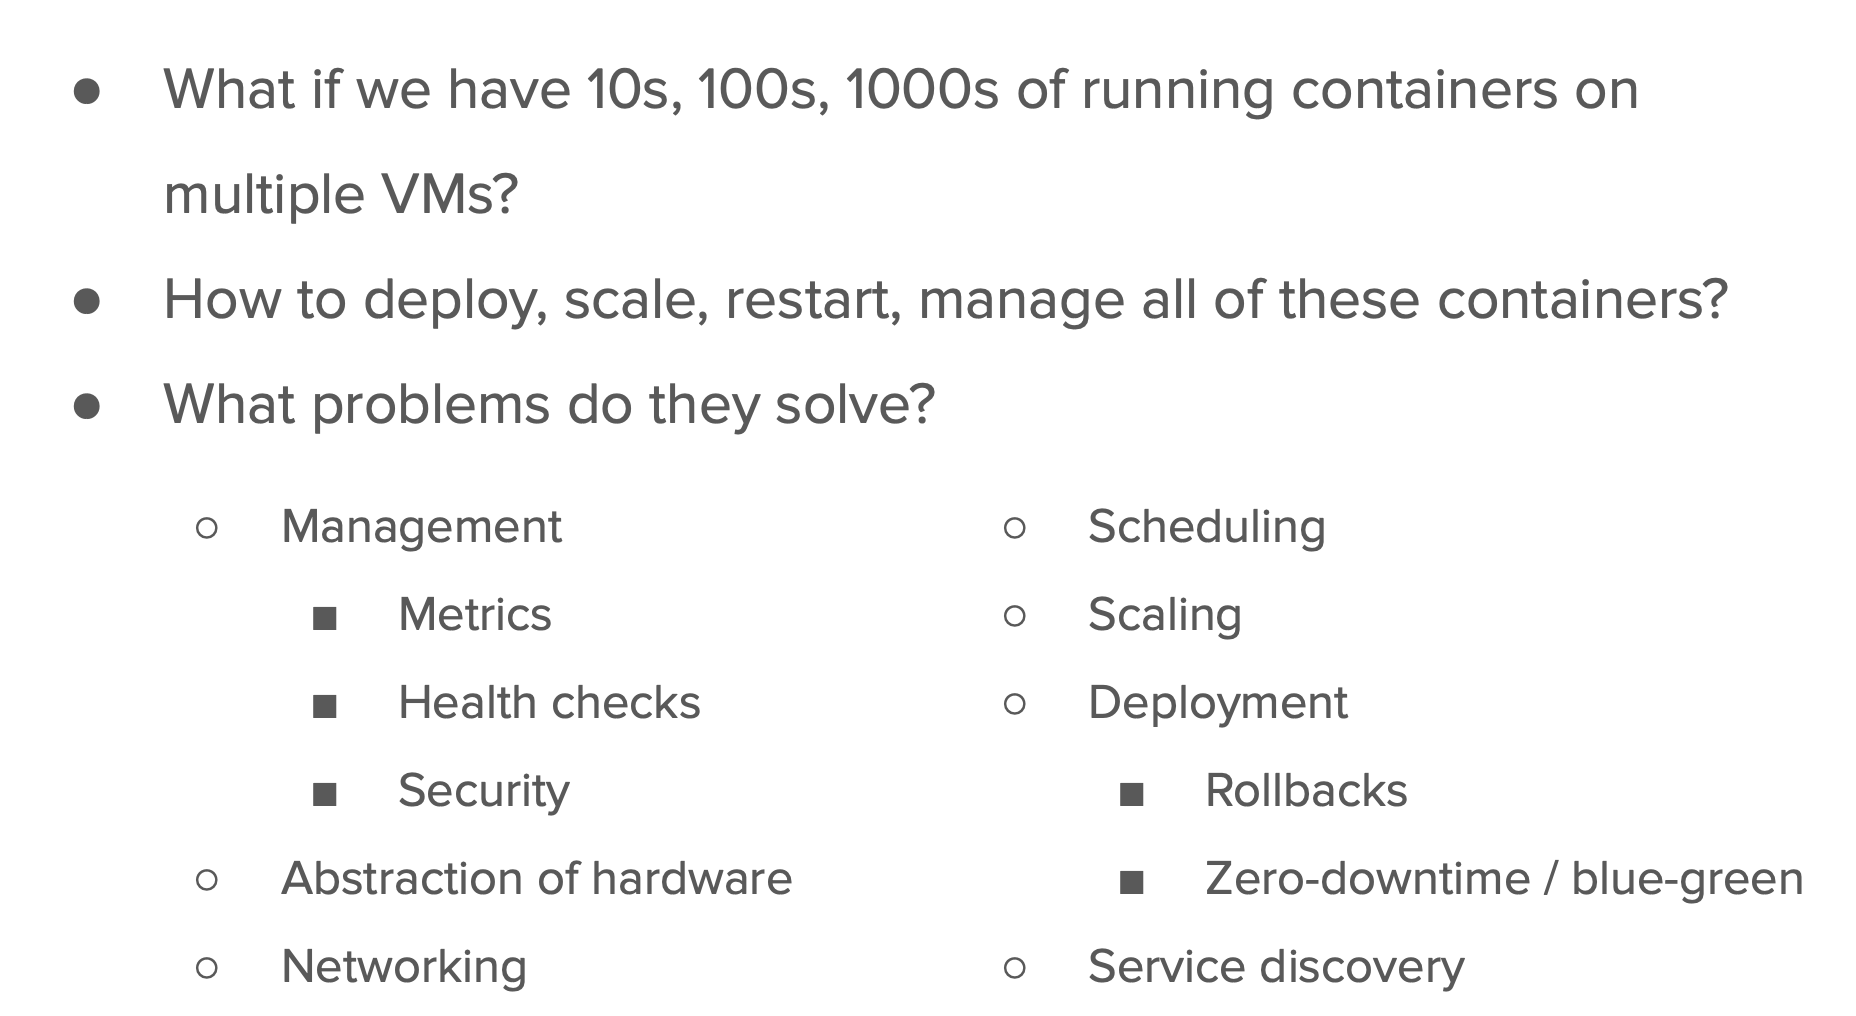 ● What if we have 10s, 100s, 1000s of running containers on
multiple VMs?
● How to deploy, scale, restart, manage all of these containers?
● What problems do they solve?
○ Management
■ Metrics
■ Health checks
■ Security
○ Abstraction of hardware
○ Networking
○ Scheduling
○ Scaling
○ Deployment
■ Rollbacks
■ Zero-downtime / blue-green
○ Service discovery